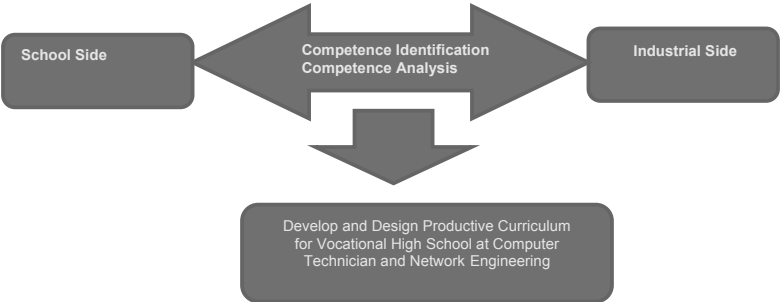 School Side
Competence Identification
Competence Analysis
Industrial Side
Develop and Design Productive Curriculum
for Vocational High School at Computer
Technician and Network Engineering